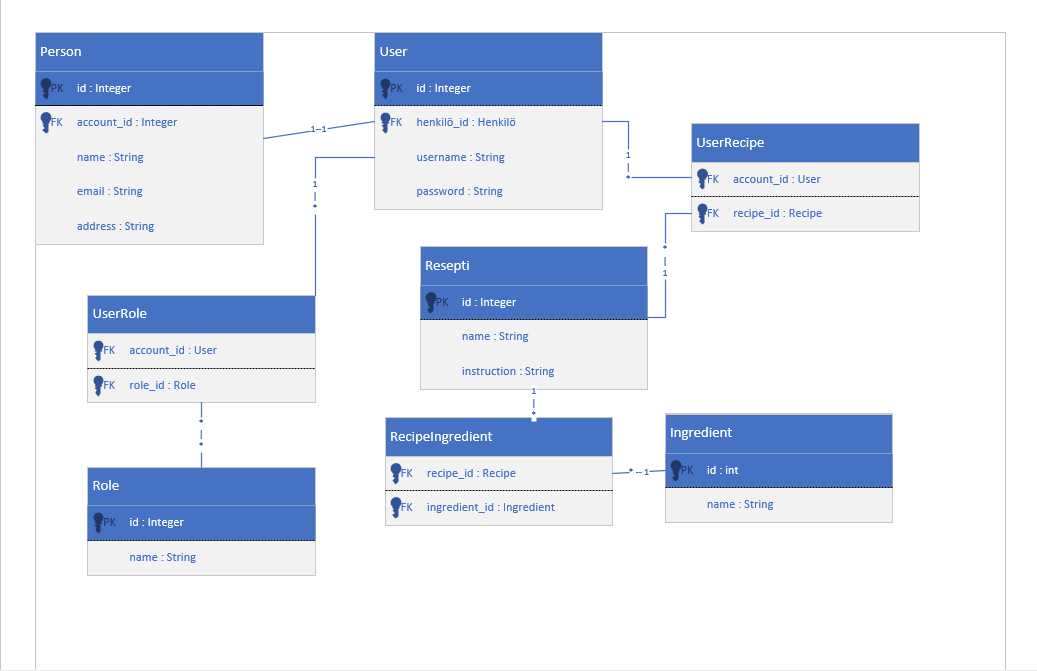 Person
PK id : Integer
FK account_id : Integer
name : String
email : String
address : String
1--1
User
PK id : Integer
FK henkilö_id : Henkilö
username : String
password : String
1
|
*
1
|
*
UserRecipe
FK account_id : User
FK recipe_id : Recipe
*
|
1
Resepti
PK id : Integer
name : String
instruction : String
1
|
*
UserRole
FK account_id : User
FK role_id : Role
*
|
*
Role
PK id : Integer
name : String
RecipeIngredient
FK recipe_id : Recipe
FK ingredient_id : Ingredient
*--1
Ingredient
PK id : int
name : String